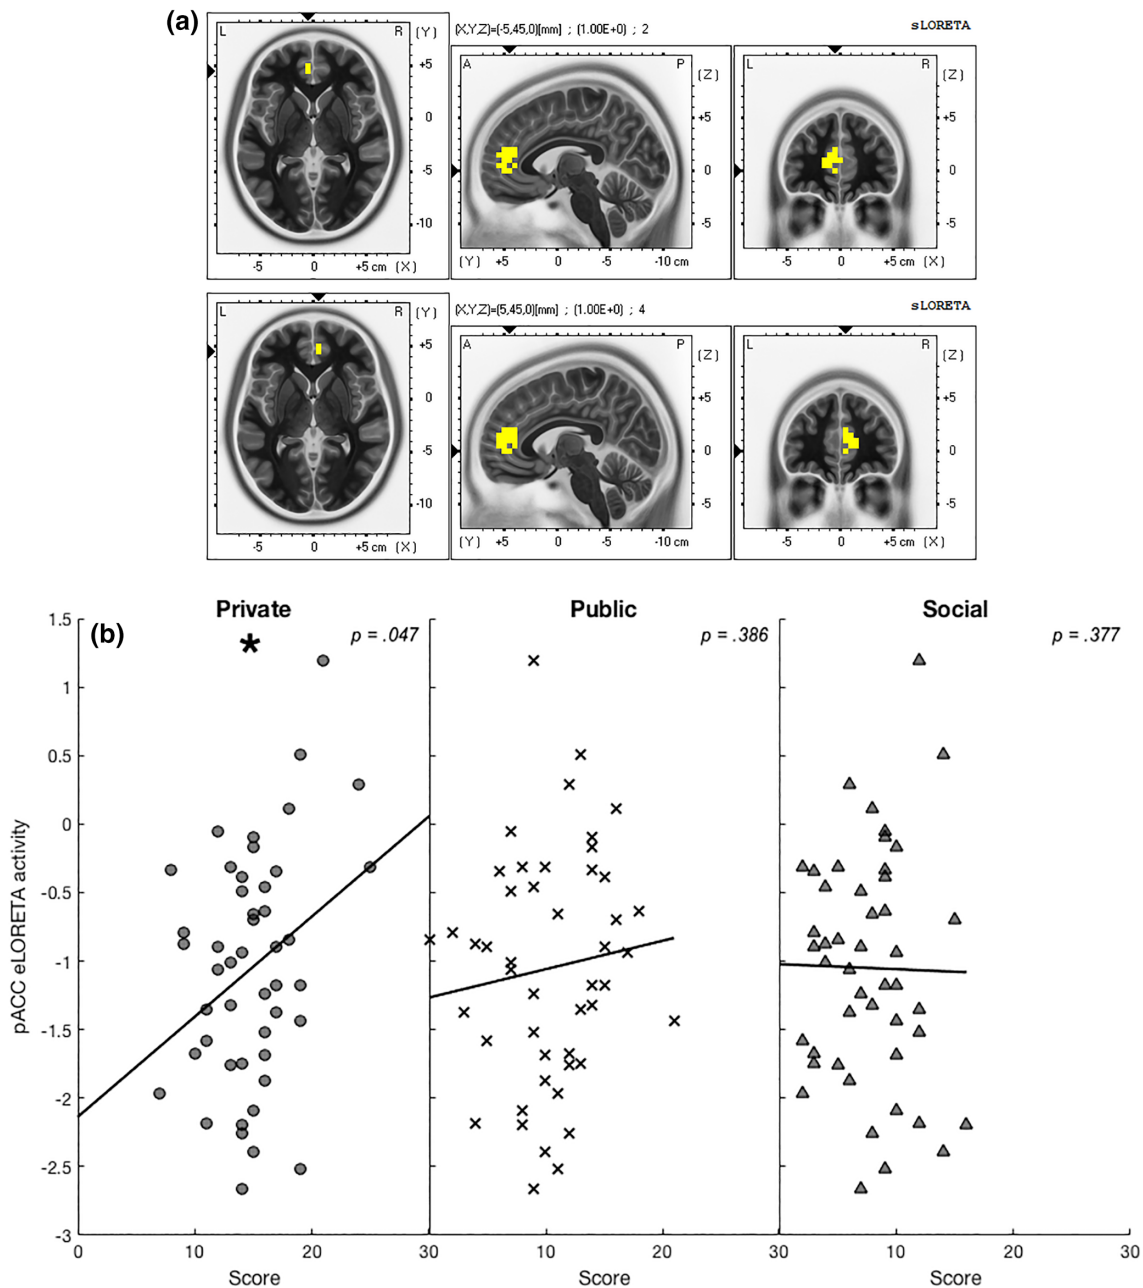 (a)
(X,Y,Z)=(-5,45,0)[mm] ; (1.00E+0) ; 2
sLORETA
L R (Y)
+5
0
-5
-10
-5 0 +5 cm (X)
A P (Z)
+5
0
-5
(Y) +5 0 -5 -10 cm
L R (Z)
+5
0
-5
-5 0 +5 cm (X)
(X,Y,Z)=(5,45,0)[mm] ; (1.00E+0) ; 4
sLORETA
L R (Y)
+5
0
-5
-10
-5 0 +5 cm (X)
A P (Z)
+5
0
-5
(Y) +5 0 -5 -10 cm
L R (Z)
+5
0
-5
-5 0 +5 cm (X)
(b)
Private Public Social
* p = .047 p = .386 p = .377
pACC eLORETA activity
1.5
1
0.5
0
-0.5
-1
-1.5
-2
-2.5
-3
0 10 20 30 10 20 30 10 20 30
Score Score Score